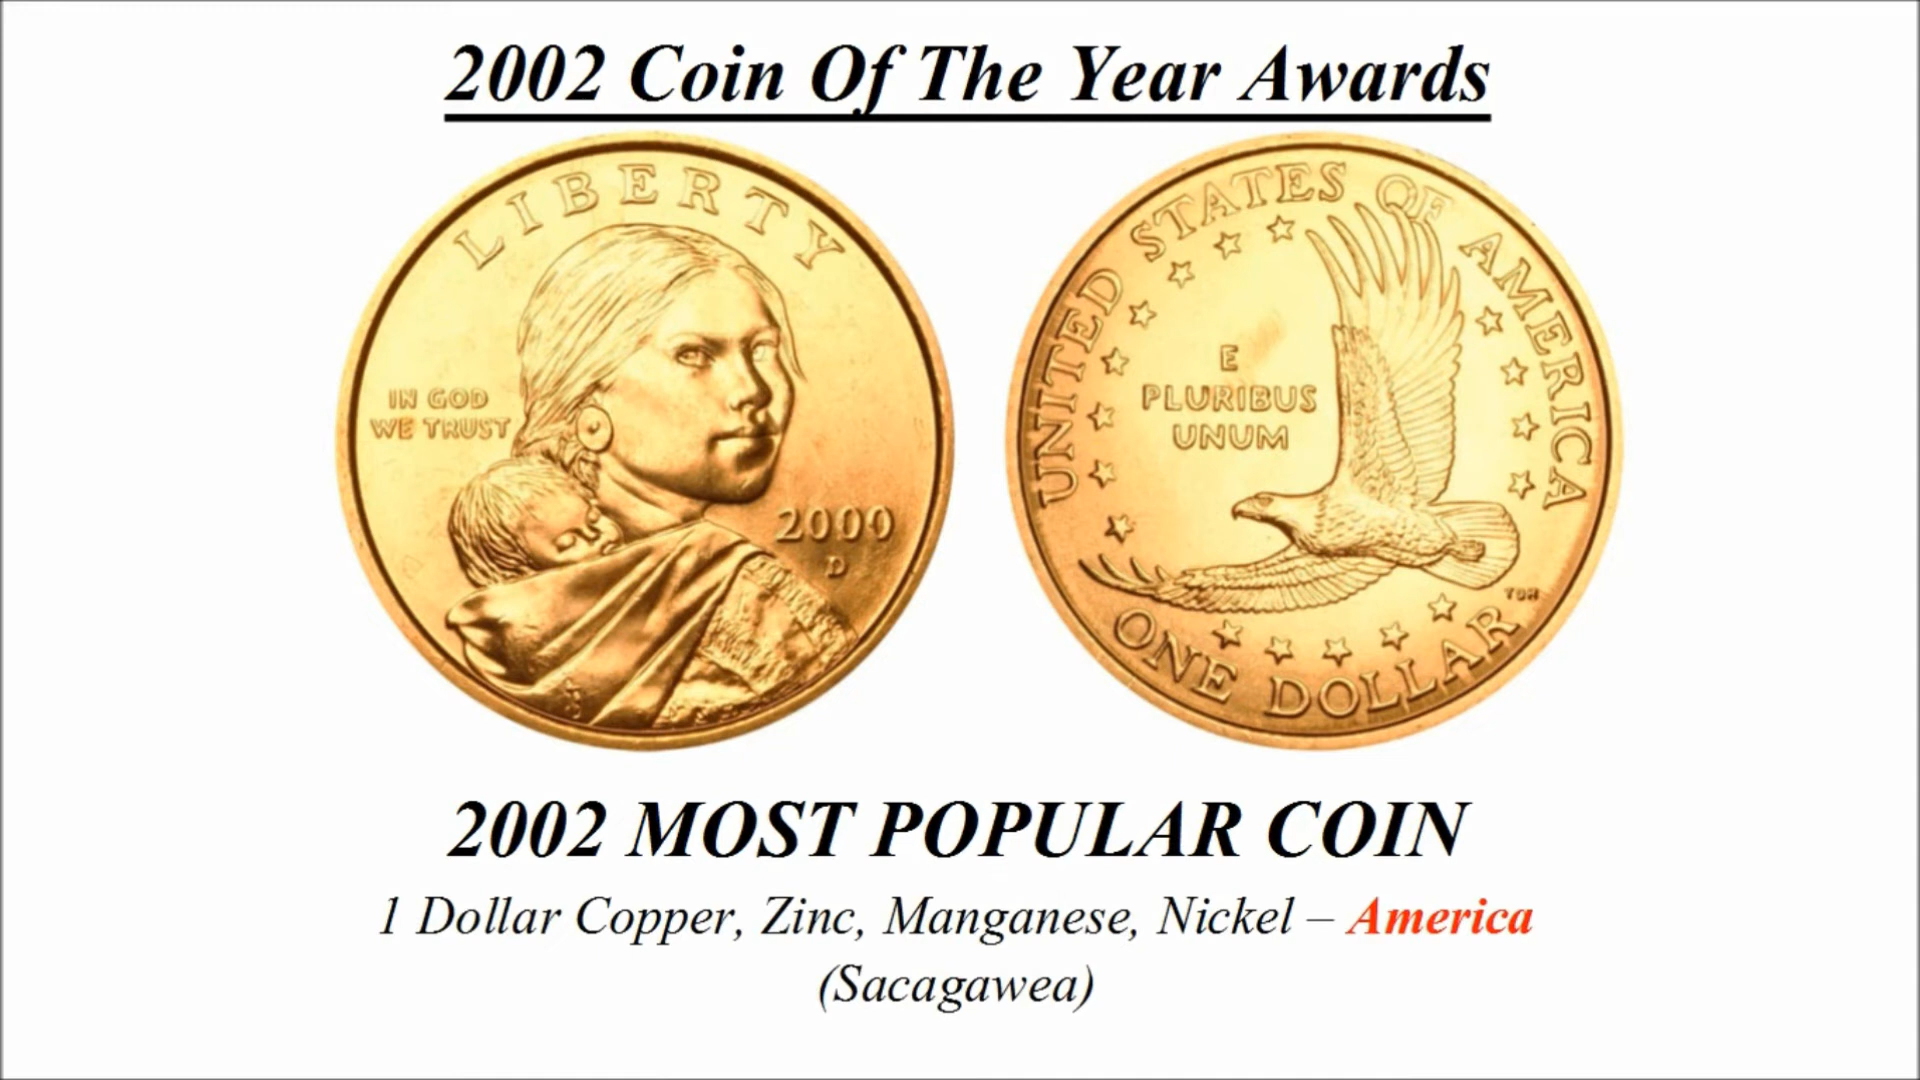 2002 Coin Of The Year Awards
LIBERTY
IN GOD
WE TRUST
2000
D
UNITED STATES OF AMERICA
E
PLURIBUS
UNUM
ONE DOLLAR
2002 MOST POPULAR COIN
1 Dollar Copper, Zinc, Manganese, Nickel – America
(Sacagawea)